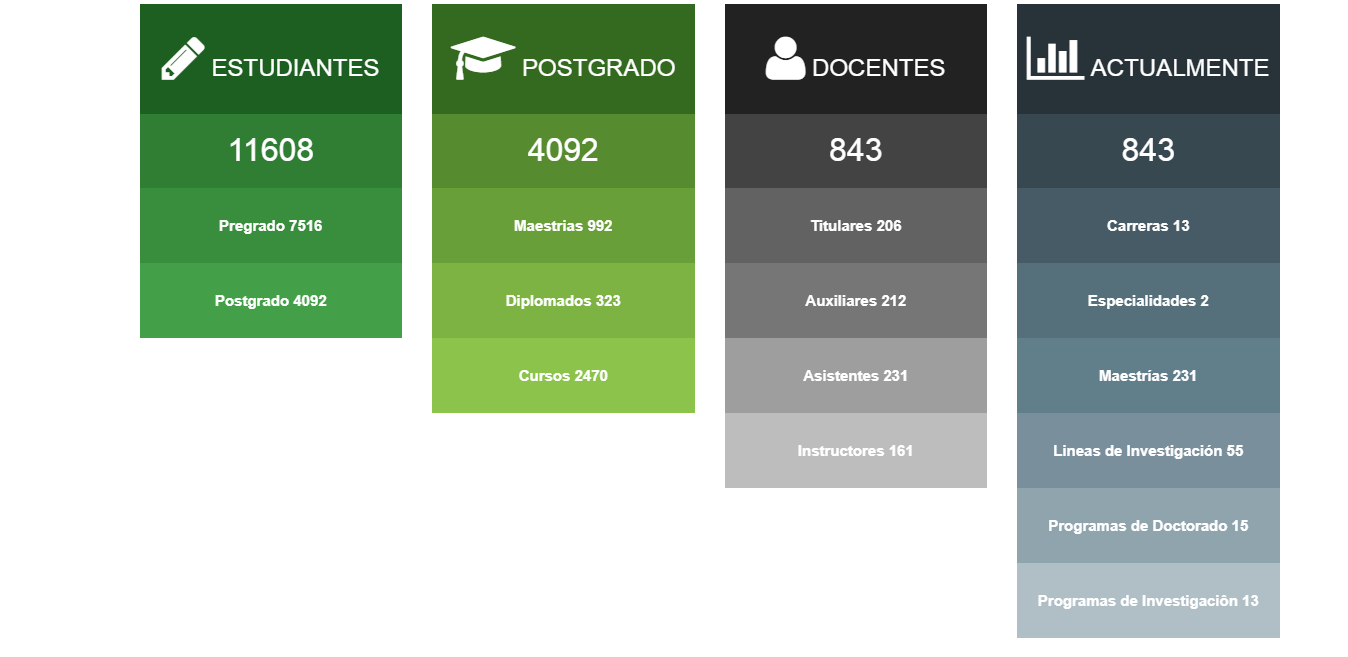 ESTUDIANTES
11608
Pregrado 7516
Postgrado 4092
POSTGRADO
4092
Maestrias 992
Diplomados 323
Cursos 2470
DOCENTES
843
Titulares 206
Auxiliares 212
Asistentes 231
Instructores 161
ACTUALMENTE
843
Carreras 13
Especialidades 2
Maestrías 231
Lineas de Investigación 55
Programas de Doctorado 15
Programas de Investigaciôn 13